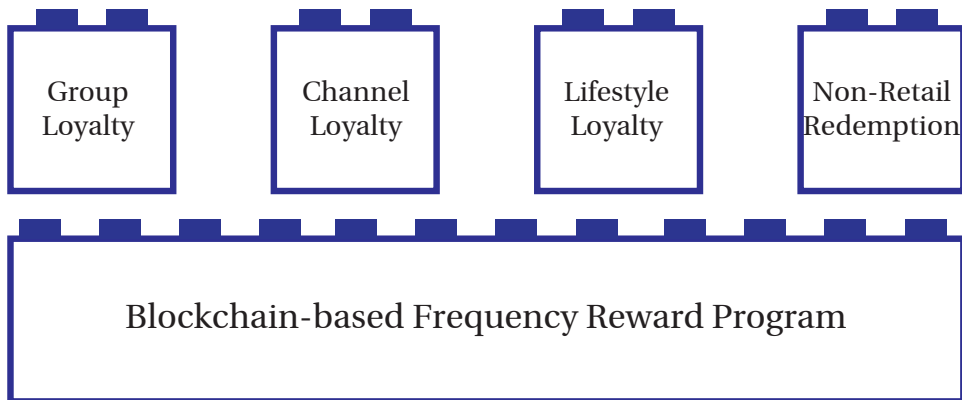 Group
Loyalty
Channel
Loyalty
Lifestyle
Loyalty
Non-Retail
Redemption
Blockchain-based Frequency Reward Program